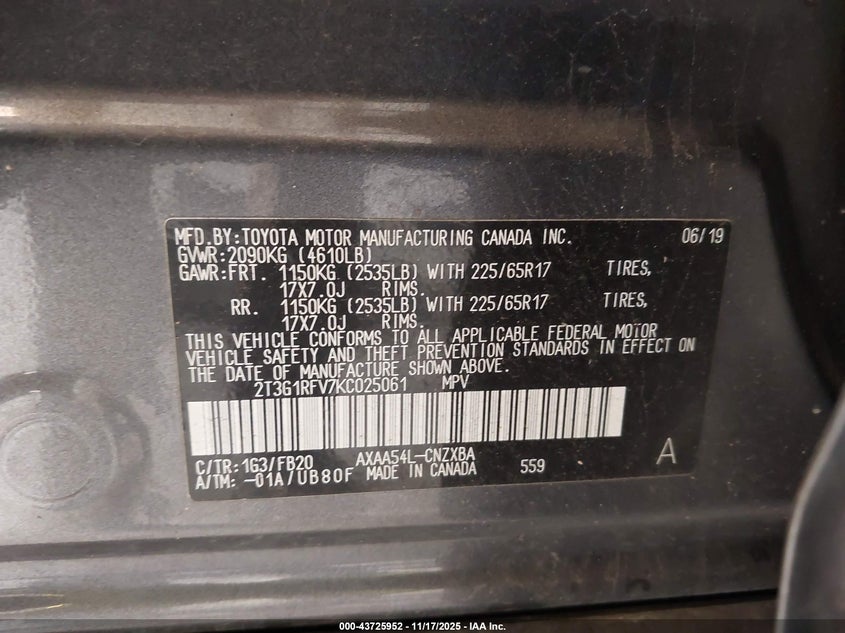 MFD.BY:TOYOTA MOTOR MANUFACTURING CANADA INC. 06/19
GVWR:2090KG (4610LB)
GAWR:FRT. 1150KG (2535LB) WITH 225/65R17 TIRES,
17X7.0J RIMS.
RR. 1150KG (2535LB) WITH 225/65R17 TIRES,
17X7.0J RIMS.
THIS VEHICLE CONFORMS TO ALL APPLICABLE FEDERAL MOTOR
VEHICLE SAFETY AND THEFT PREVENTION STANDARDS IN EFFECT ON
THE DATE OF MANUFACTURE SHOWN ABOVE.
2T3G1RFV7KC025061 MPV
C/TR:1G3/FB20 AXAA54L-CNZXBA
A/TM:-01A/UB80F MADE IN CANADA 559 A
000-43725952 - 11/17/2025 - IAA Inc.